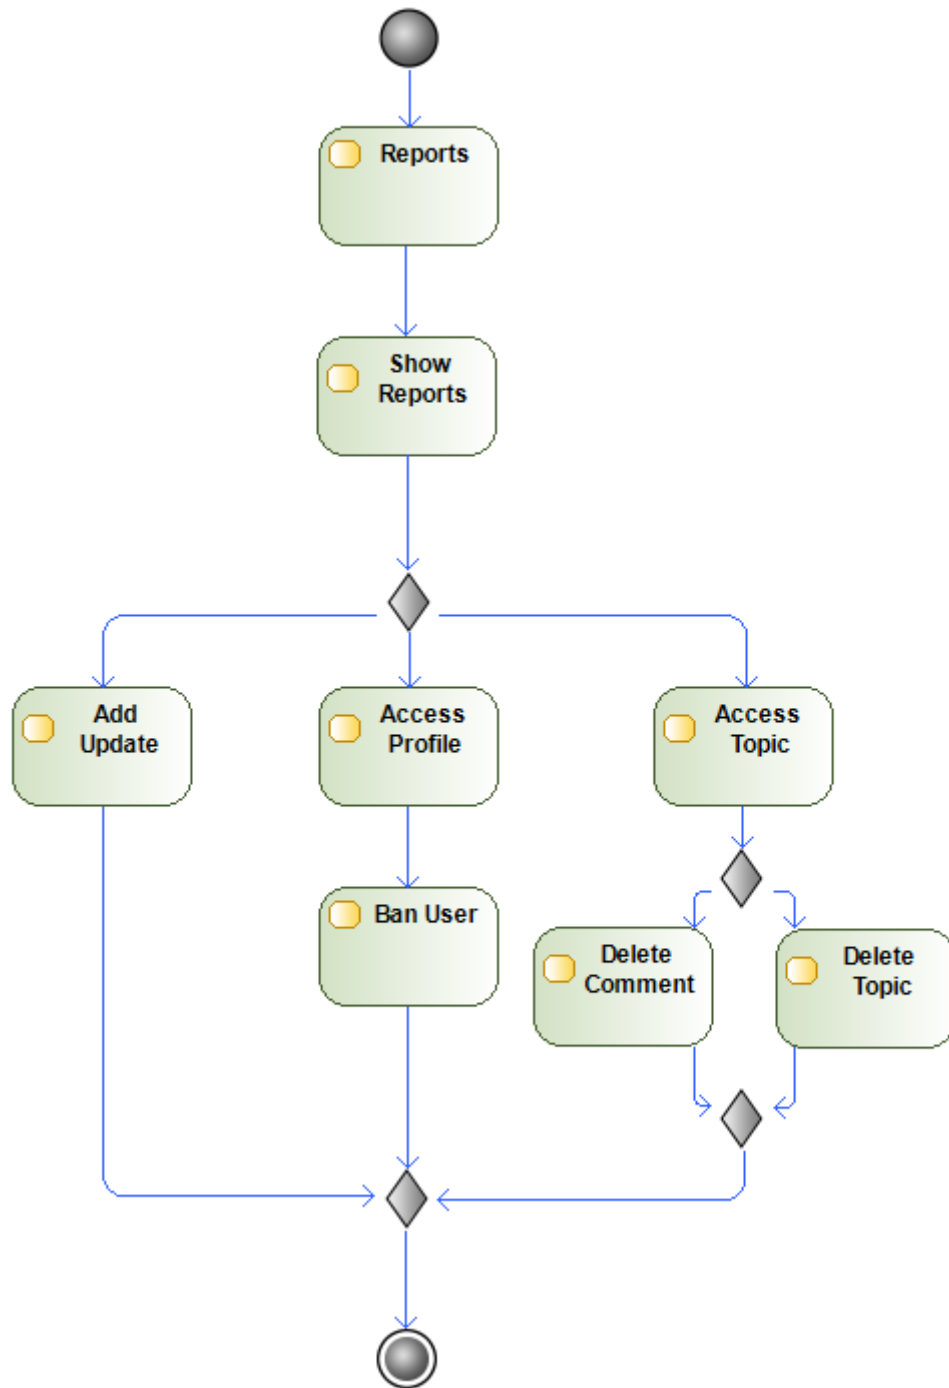 Reports
Show
Reports
Add
Update
Access
Profile
Access
Topic
Ban User
Delete
Comment
Delete
Topic